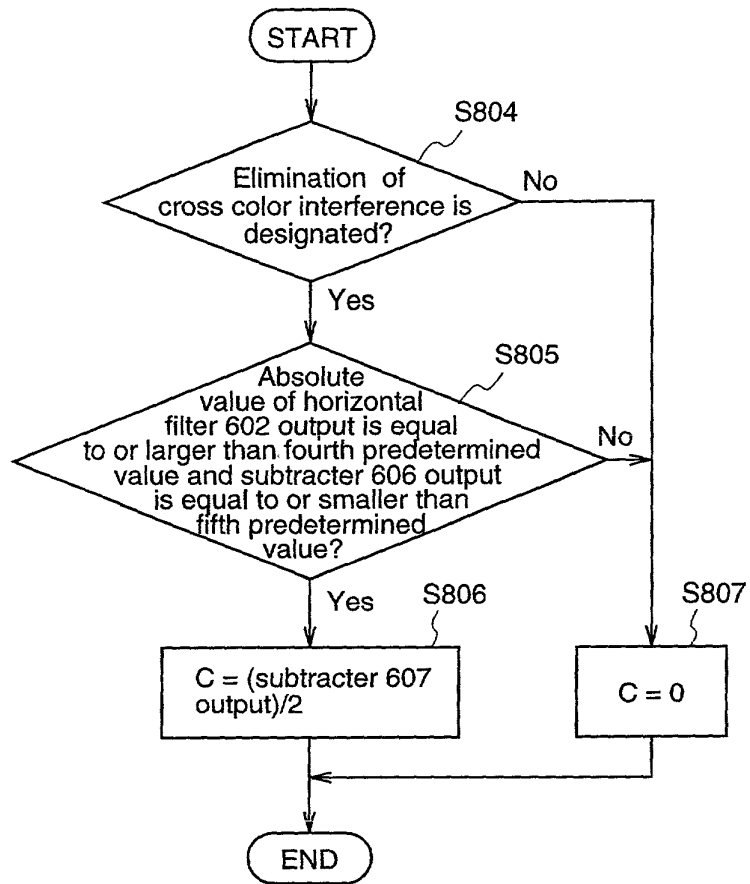 START
S804
Elimination of
cross color interference is
designated?
No
Yes
S805
Absolute
value of horizontal
filter 602 output is equal
to or larger than fourth predetermined
value and subtracter 606 output
is equal to or smaller than
fifth predetermined
value?
No
Yes
S806
C = (subtracter 607
output)/2
S807
C = 0
END